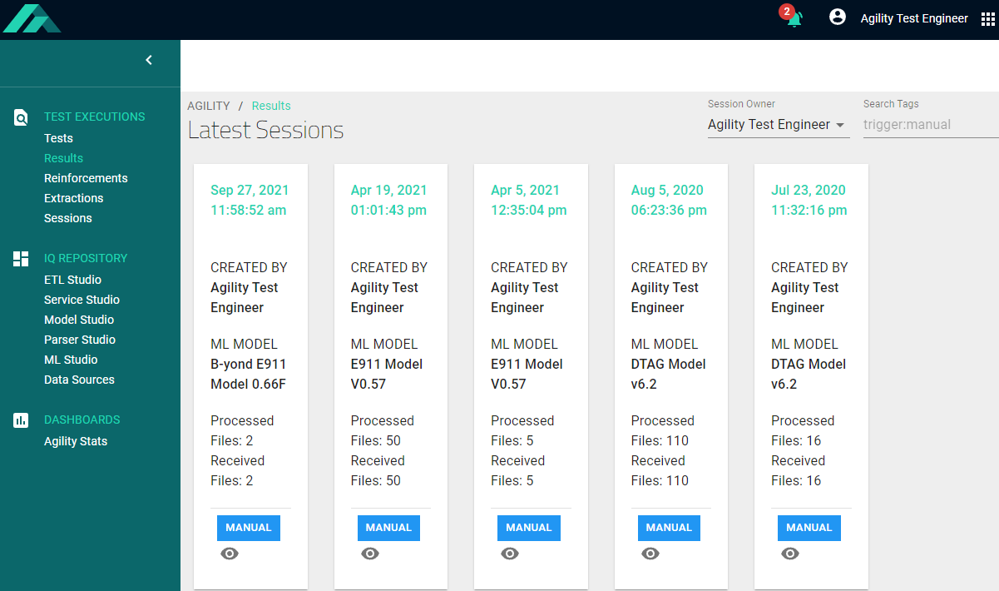 2
Agility Test Engineer
TEST EXECUTIONS
Tests
Results
Reinforcements
Extractions
Sessions
IQ REPOSITORY
ETL Studio
Service Studio
Model Studio
Parser Studio
ML Studio
Data Sources
DASHBOARDS
Agility Stats
AGILITY / Results
Latest Sessions
Session Owner
Agility Test Engineer
Search Tags
trigger:manual
Sep 27, 2021
11:58:52 am
CREATED BY
Agility Test
Engineer
ML MODEL
B-yond E911
Model 0.66F
Processed
Files: 2
Received
Files: 2
MANUAL
Apr 19, 2021
01:01:43 pm
CREATED BY
Agility Test
Engineer
ML MODEL
E911 Model
V0.57
Processed
Files: 50
Received
Files: 50
MANUAL
Apr 5, 2021
12:35:04 pm
CREATED BY
Agility Test
Engineer
ML MODEL
E911 Model
V0.57
Processed
Files: 5
Received
Files: 5
MANUAL
Aug 5, 2020
06:23:36 pm
CREATED BY
Agility Test
Engineer
ML MODEL
DTAG Model
v6.2
Processed
Files: 110
Received
Files: 110
MANUAL
Jul 23, 2020
11:32:16 pm
CREATED BY
Agility Test
Engineer
ML MODEL
DTAG Model
v6.2
Processed
Files: 16
Received
Files: 16
MANUAL